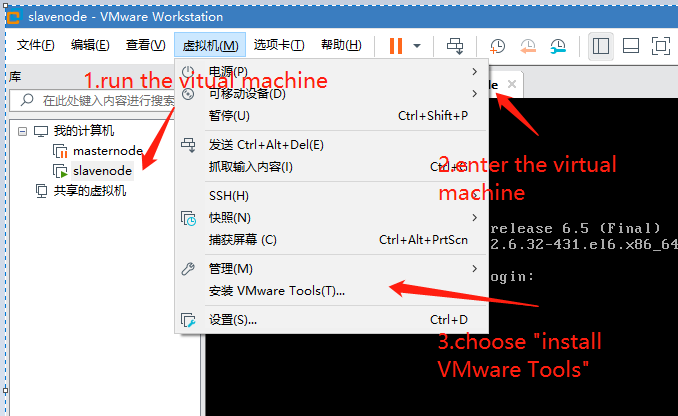 slavenode - VMware Workstation
文件(F) 编辑(E) 查看(V) 虚拟机(M) 选项卡(T) 帮助(H)
库
1.run the vitual machine
在此处键入内容进行搜索
我的计算机
masternode
slavenode
共享的虚拟机
电源(P)
可移动设备(D)
暂停(U) Ctrl+Shift+P
发送 Ctrl+Alt+Del(E)
抓取输入内容(I)
SSH(H)
快照(N)
捕获屏幕 (C) Ctrl+Alt+PrtScn
管理(M)
安装 VMware Tools(T)...
设置(S)... Ctrl+D
2.enter the virtual
machine
release 6.5 (Final)
2.6.32-431.el6.x86_64
ogin:
3.choose "install
VMware Tools"